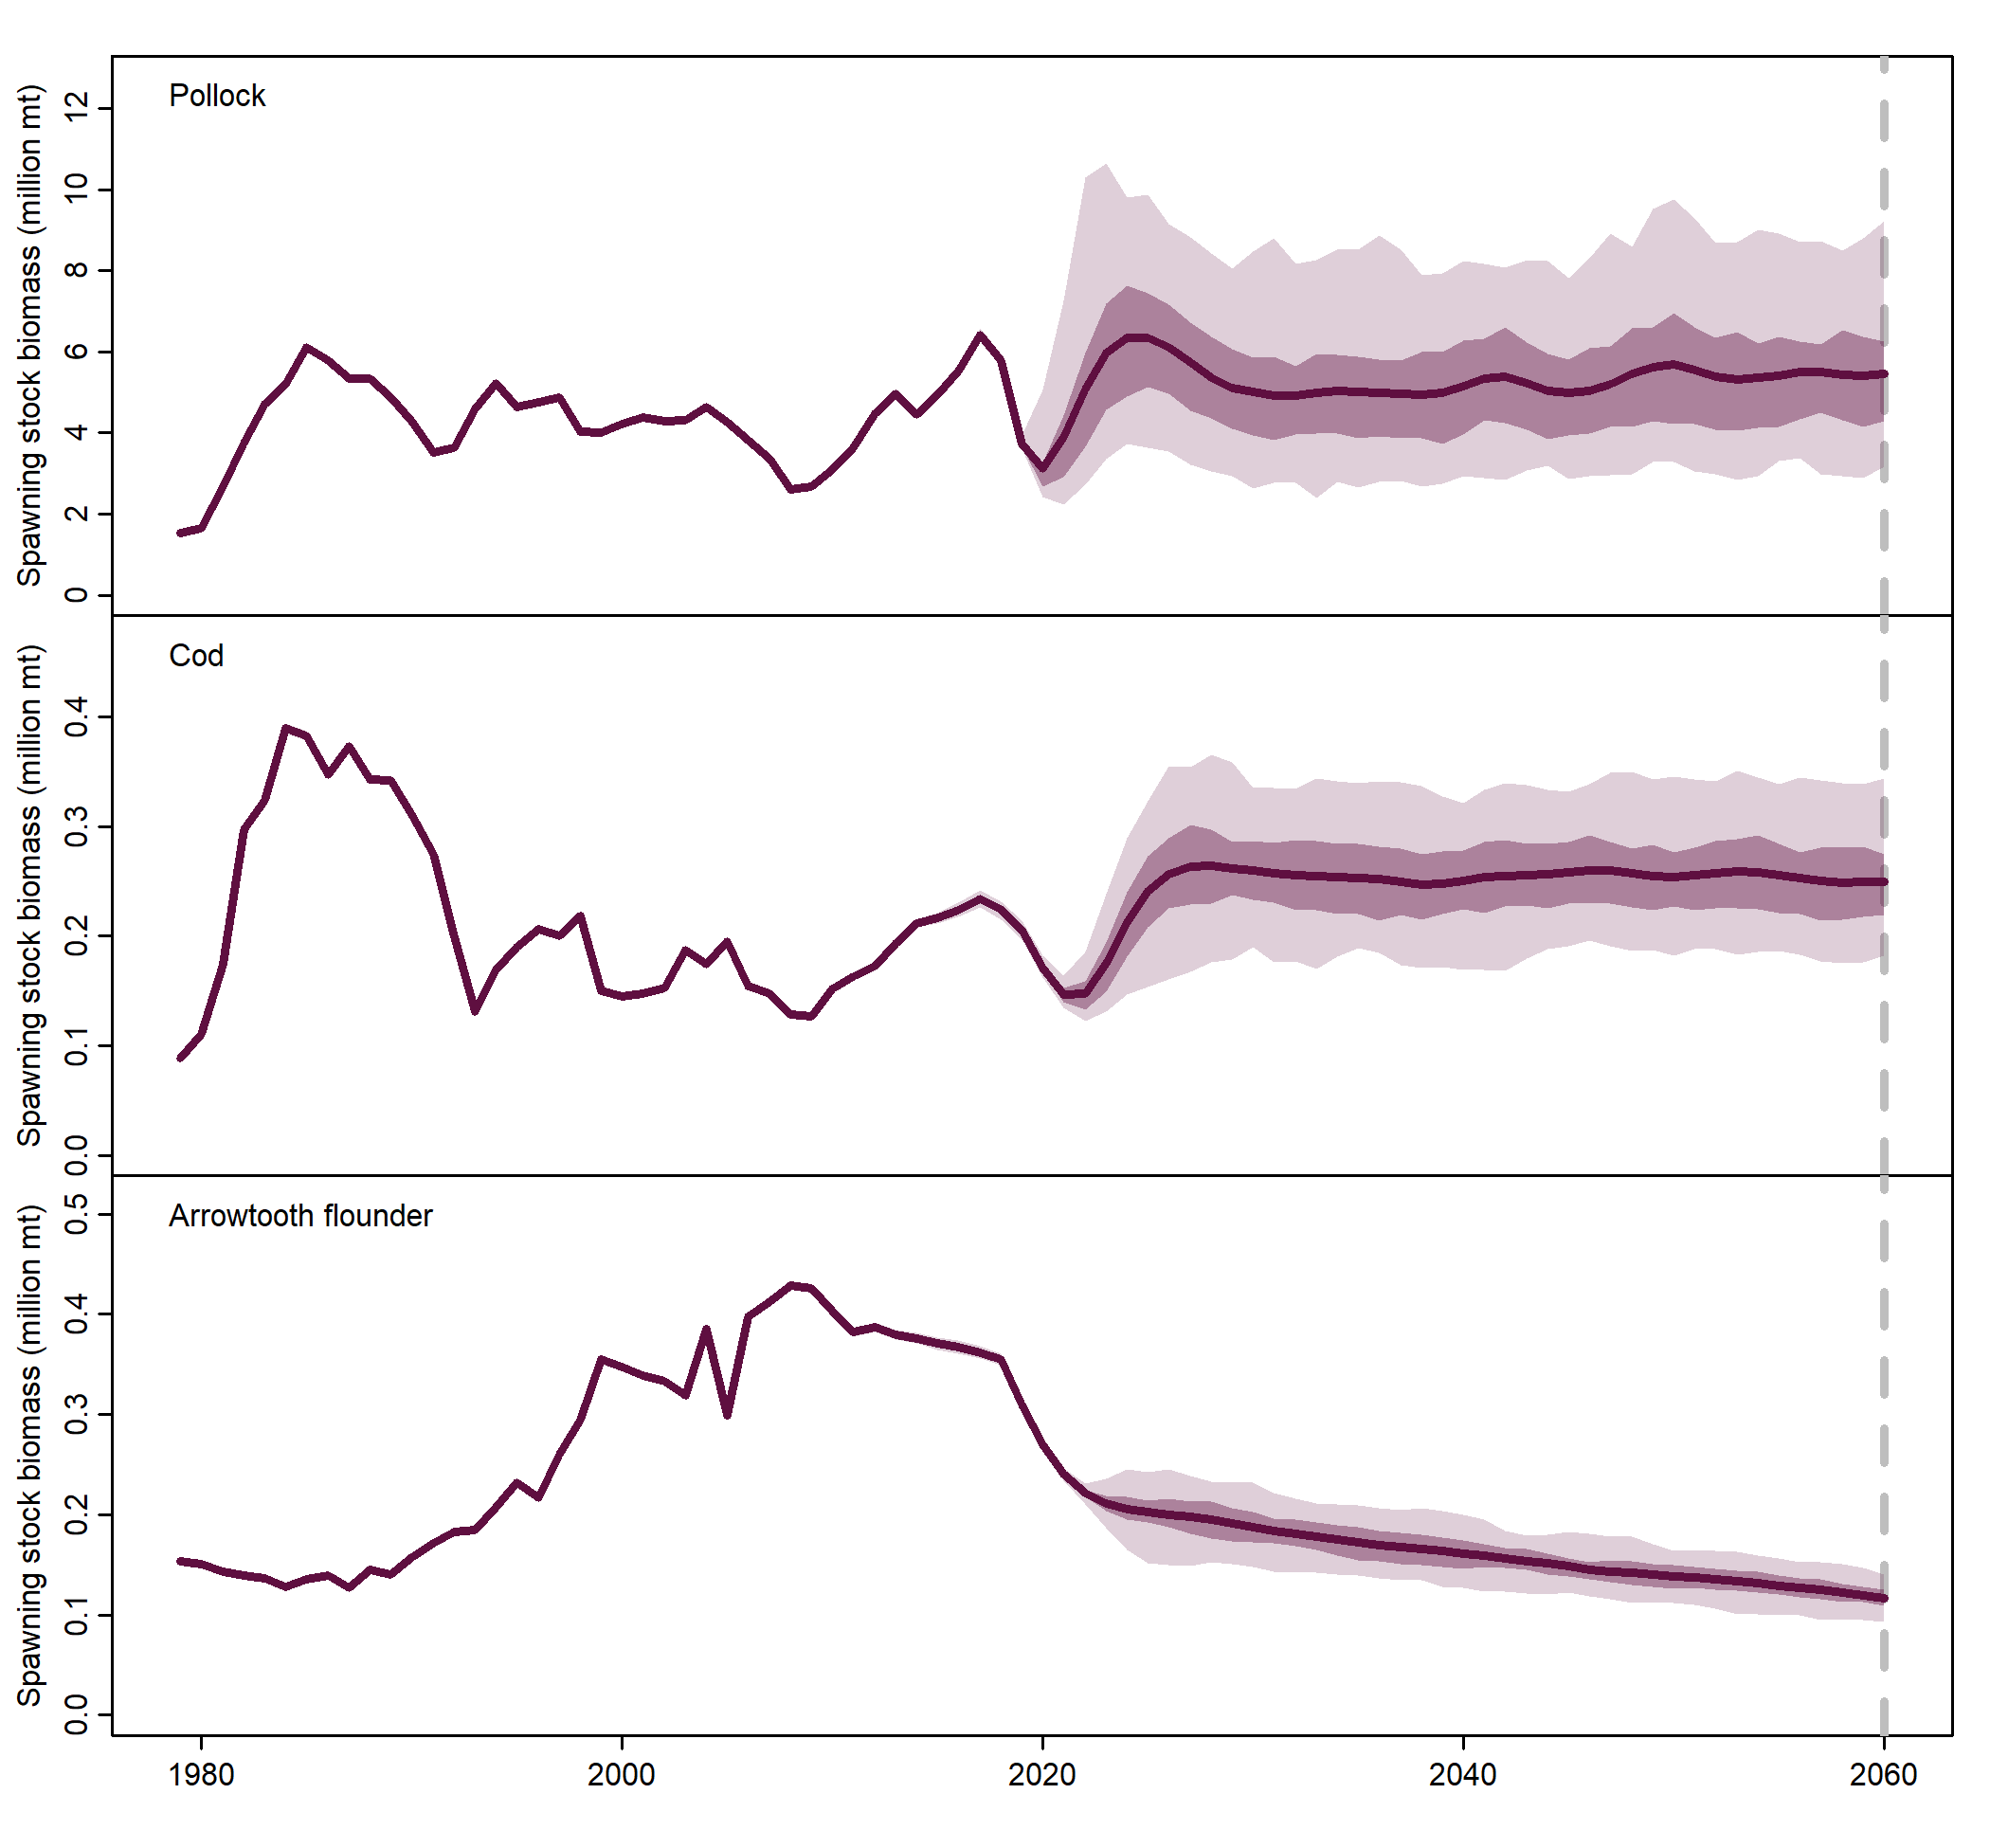 Pollock
Spawning stock biomass (million mt)
12
10
8
6
4
2
0
Cod
Spawning stock biomass (million mt)
0.4
0.3
0.2
0.1
0.0
Arrowtooth flounder
Spawning stock biomass (million mt)
0.5
0.4
0.3
0.2
0.1
0.0
1980 2000 2020 2040 2060